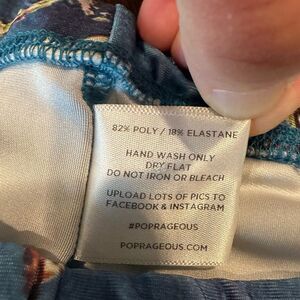 82% POLY / 18% ELASTANE
HAND WASH ONLY
DRY FLAT
DO NOT IRON OR BLEACH
UPLOAD LOTS OF PICS TO
FACEBOOK & INSTAGRAM
#POPRAGEOUS
POPRAGEOUS.COM